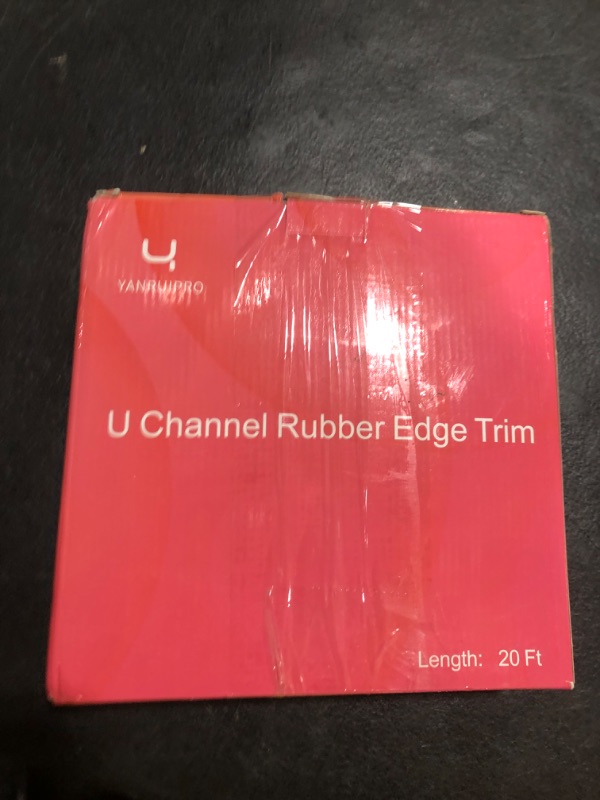 YANRUIPRO
U Channel Rubber Edge Trim
Length: 20 Ft